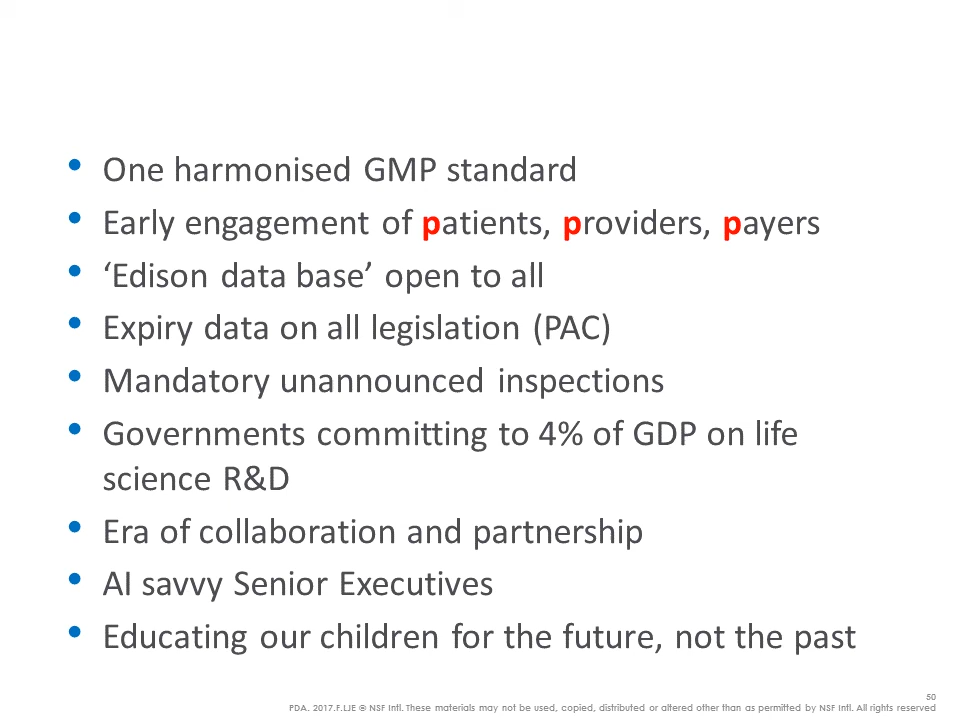 • One harmonised GMP standard
• Early engagement of patients, providers, payers
• ‘Edison data base’ open to all
• Expiry data on all legislation (PAC)
• Mandatory unannounced inspections
• Governments committing to 4% of GDP on life
science R&D
• Era of collaboration and partnership
• AI savvy Senior Executives
• Educating our children for the future, not the past
50
PDA. 2017.F.LJE ® NSF Intl. These materials may not be used, copied, distributed or altered other than as permitted by NSF Intl. All rights reserved